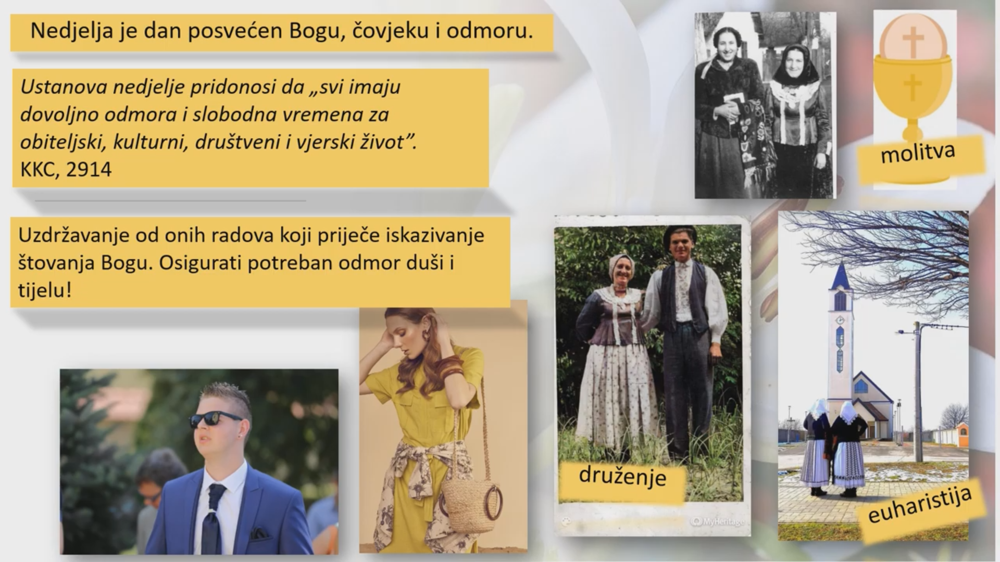 Nedjelja je dan posvećen Bogu, čovjeku i odmoru.
Ustanova nedjelje pridonosi da „svi imaju
dovoljno odmora i slobodna vremena za
obiteljski, kulturni, društveni i vjerski život”.
KKC, 2914
Uzdržavanje od onih radova koji priječe iskazivanje
štovanja Bogu. Osigurati potreban odmor duši i
tijelu!
molitva
druženje
MyHeritage
euharistija